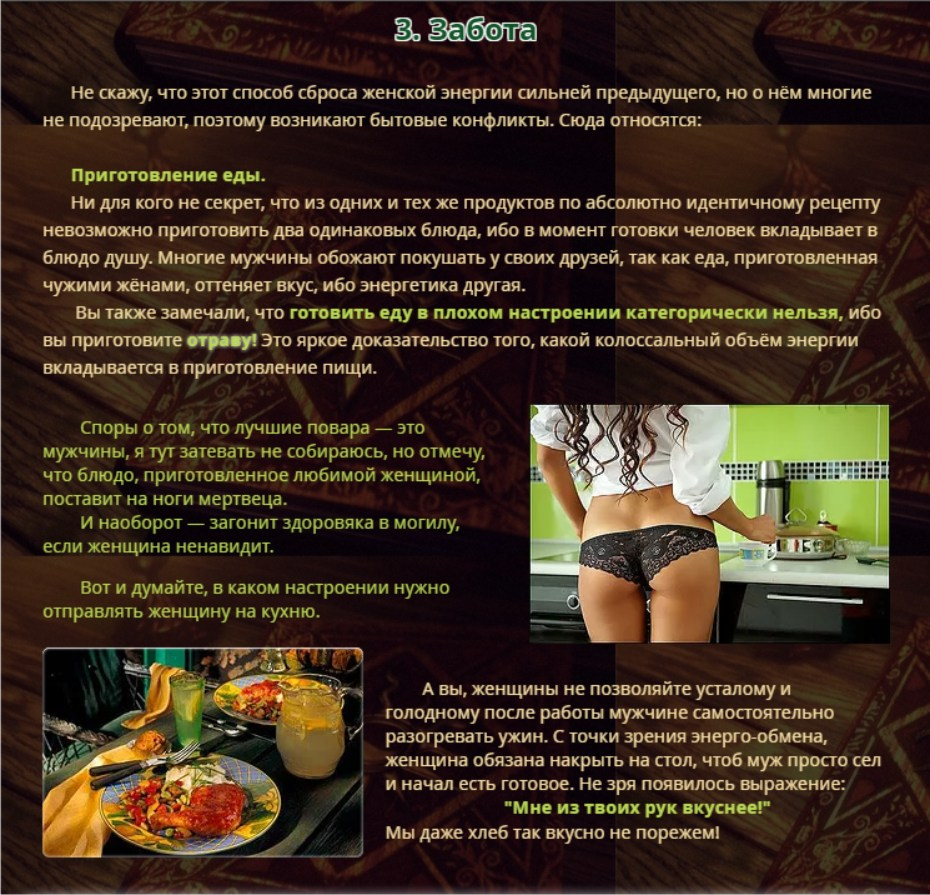 3. Забота
Не скажу, что этот способ сброса женской энергии сильней предыдущего, но о нём многие
не подозревают, поэтому возникают бытовые конфликты. Сюда относятся:
Приготовление еды.
Ни для кого не секрет, что из одних и тех же продуктов по абсолютно идентичному рецепту
невозможно приготовить два одинаковых блюда, ибо в момент готовки человек вкладывает в
блюдо душу. Многие мужчины обожают покушать у своих друзей, так как еда, приготовленная
чужими жёнами, оттеняет вкус, ибо энергетика другая.
Вы также замечали, что готовить еду в плохом настроении категорически нельзя, ибо
вы приготовите отраву! Это яркое доказательство того, какой колоссальный объём энергии
вкладывается в приготовление пищи.
Споры о том, что лучшие повара — это
мужчины, я тут затевать не собираюсь, но отмечу,
что блюдо, приготовленное любимой женщиной,
поставит на ноги мертвеца.
И наоборот — загонит здоровяка в могилу,
если женщина ненавидит.
Вот и думайте, в каком настроении нужно
отправлять женщину на кухню.
А вы, женщины не позволяйте усталому и
голодному после работы мужчине самостоятельно
разогревать ужин. С точки зрения энерго-обмена,
женщина обязана накрыть на стол, чтоб муж просто сел
и начал есть готовое. Не зря появилось выражение:
"Мне из твоих рук вкуснее!"
Мы даже хлеб так вкусно не порежем!